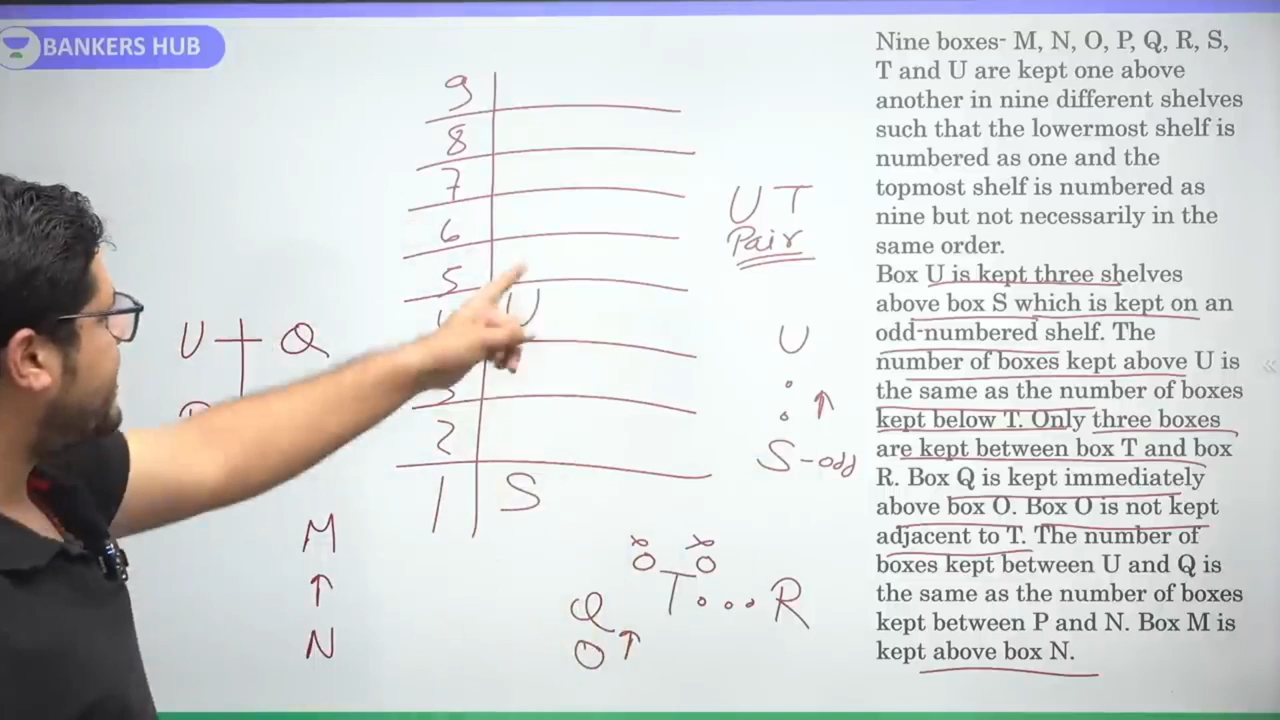 BANKERS HUB
Nine boxes- M, N, O, P, Q, R, S,
T and U are kept one above
another in nine different shelves
such that the lowermost shelf is
numbered as one and the
topmost shelf is numbered as
nine but not necessarily in the
same order.
Box U is kept three shelves
above box S which is kept on an
odd-numbered shelf. The
number of boxes kept above U is
the same as the number of boxes
kept below T. Only three boxes
are kept between box T and box
R. Box Q is kept immediately
above box O. Box O is not kept
adjacent to T. The number of
boxes kept between U and Q is
the same as the number of boxes
kept between P and N. Box M is
kept above box N.
9
8
7
6
5
U
3
2
1 S
U T
Pair
U
S-odd
U Q
M
↑
N
O O
T...R
Q
O ↑